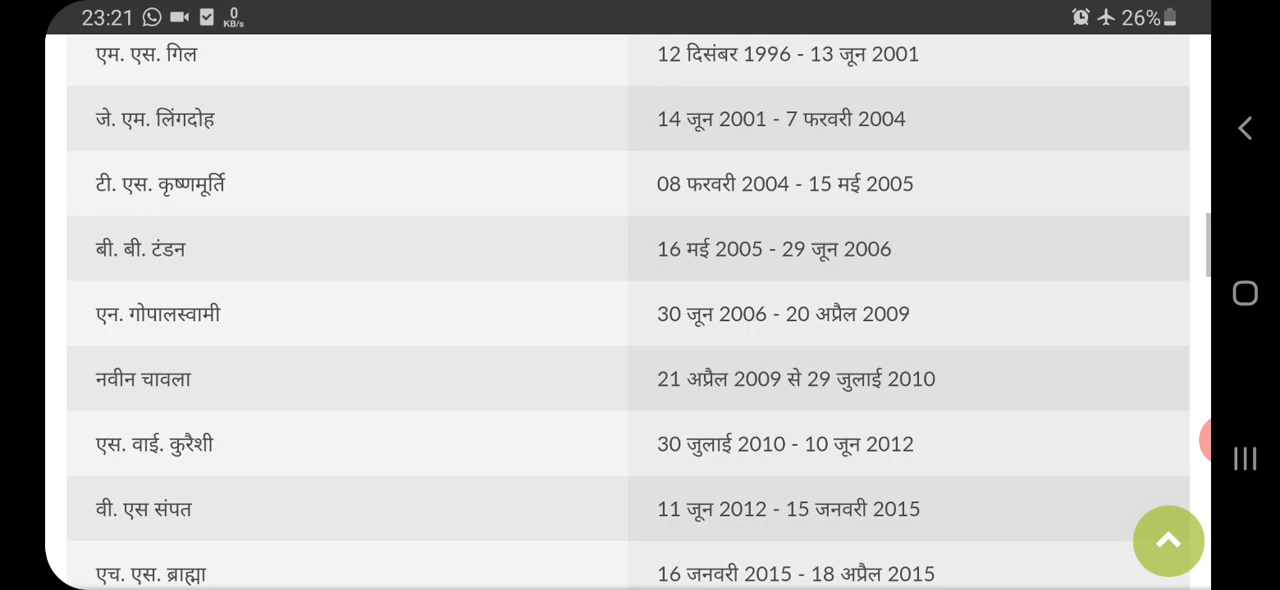 23:21 0 KB/s 26%
एम. एस. गिल 12 दिसंबर 1996 - 13 जून 2001
जे. एम. लिंगदोह 14 जून 2001 - 7 फरवरी 2004
टी. एस. कृष्णमूर्ति 08 फरवरी 2004 - 15 मई 2005
बी. बी. टंडन 16 मई 2005 - 29 जून 2006
एन. गोपालस्वामी 30 जून 2006 - 20 अप्रैल 2009
नवीन चावला 21 अप्रैल 2009 से 29 जुलाई 2010
एस. वाई. कुरैशी 30 जुलाई 2010 - 10 जून 2012
वी. एस संपत 11 जून 2012 - 15 जनवरी 2015
एच. एस. ब्राह्मा 16 जनवरी 2015 - 18 अप्रैल 2015